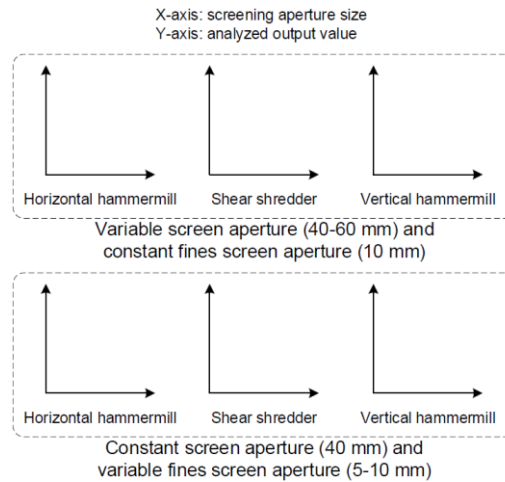 X-axis: screening aperture size
Y-axis: analyzed output value
Horizontal hammermill Shear shredder Vertical hammermill
Variable screen aperture (40-60 mm) and
constant fines screen aperture (10 mm)
Horizontal hammermill Shear shredder Vertical hammermill
Constant screen aperture (40 mm) and
variable fines screen aperture (5-10 mm)